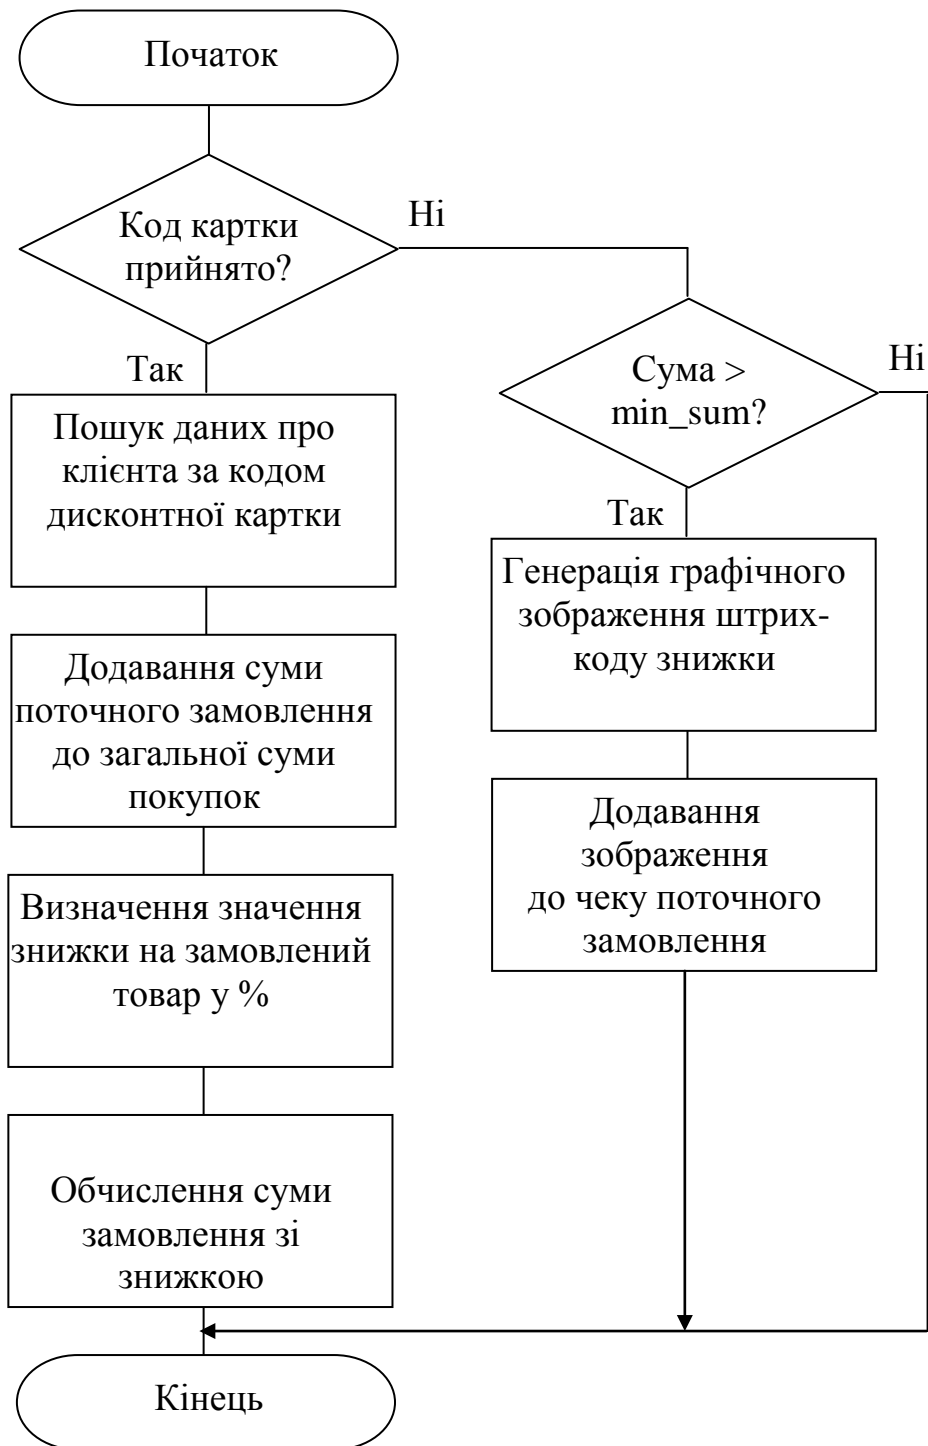 Початок
Код картки
прийнято?
Ні
Так
Пошук даних про
клієнта за кодом
дисконтної картки
Додавання суми
поточного замовлення
до загальної суми
покупок
Визначення значення
знижки на замовлений
товар у %
Обчислення суми
замовлення зі
знижкою
Сума >
min_sum?
Ні
Так
Генерація графічного
зображення штрих-
коду знижки
Додавання
зображення
до чеку поточного
замовлення
Кінець